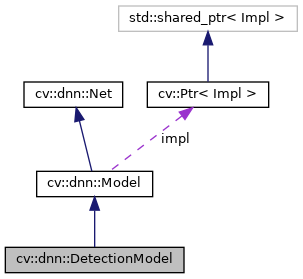 std::shared_ptr< Impl >
cv::dnn::Net
cv::Ptr< Impl >
impl
cv::dnn::Model
cv::dnn::DetectionModel